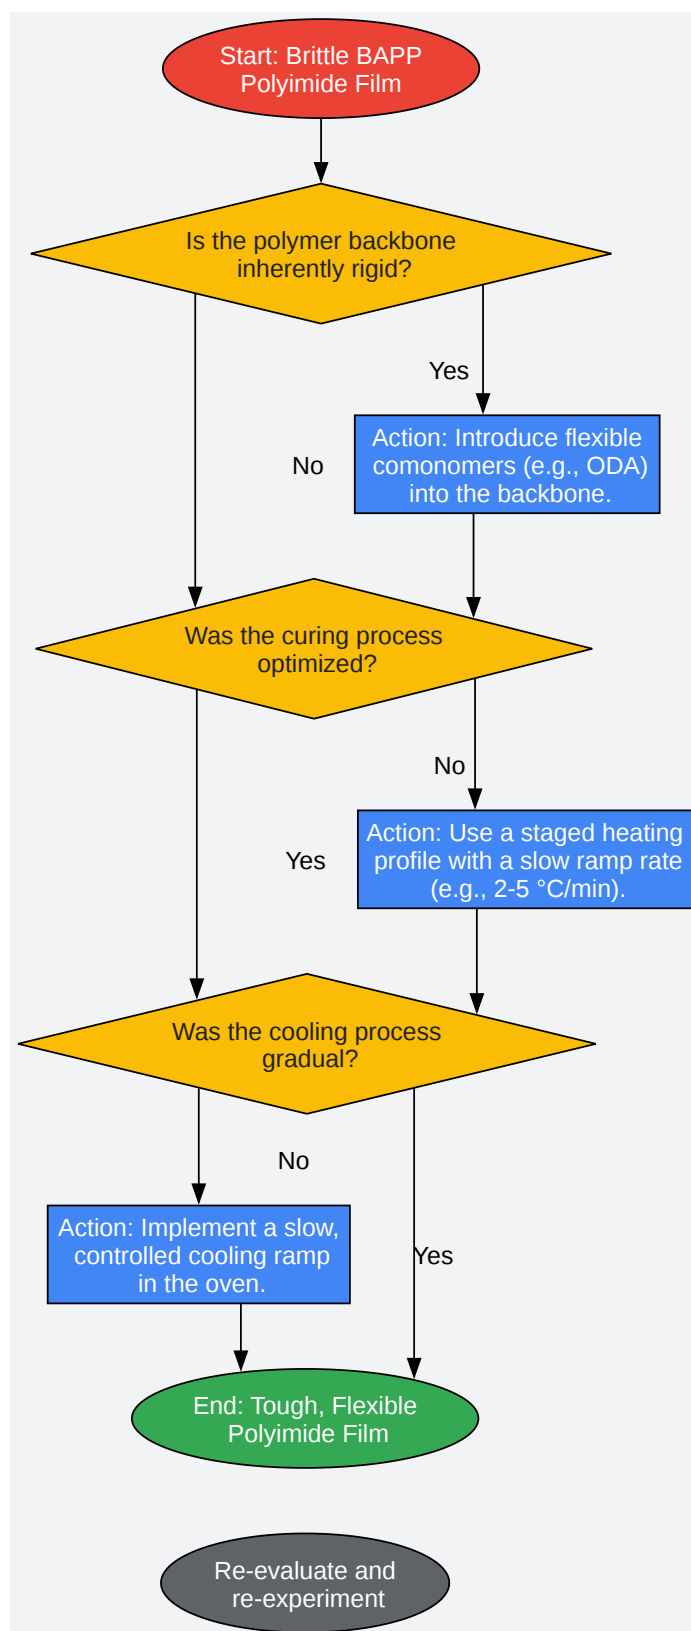 Start: Brittle BAPP
Polyimide Film
Is the polymer backbone
inherently rigid?
Yes
Action: Introduce flexible
comonomers (e.g., ODA)
into the backbone.
No
Was the curing process
optimized?
No
Action: Use a staged heating
profile with a slow ramp rate
(e.g., 2-5 °C/min).
Yes
Was the cooling process
gradual?
No
Action: Implement a slow,
controlled cooling ramp
in the oven.
Yes
End: Tough, Flexible
Polyimide Film
Re-evaluate and
re-experiment